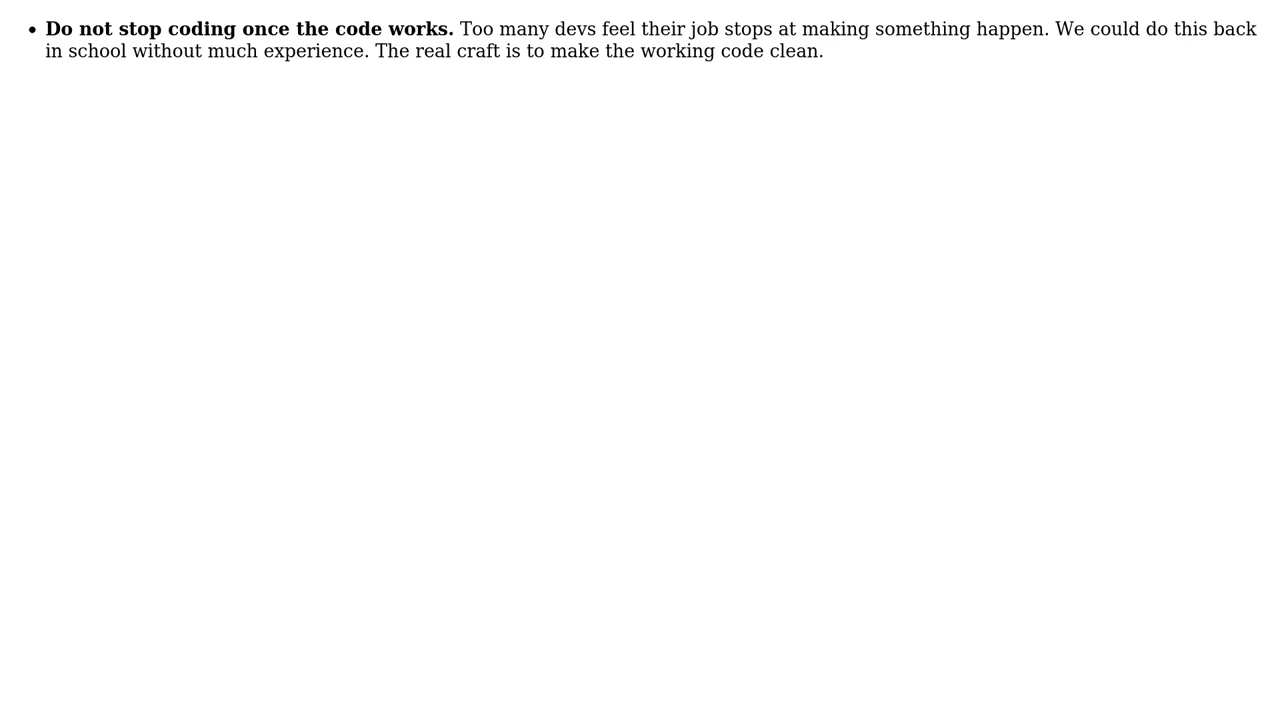 • Do not stop coding once the code works. Too many devs feel their job stops at making something happen. We could do this back
in school without much experience. The real craft is to make the working code clean.